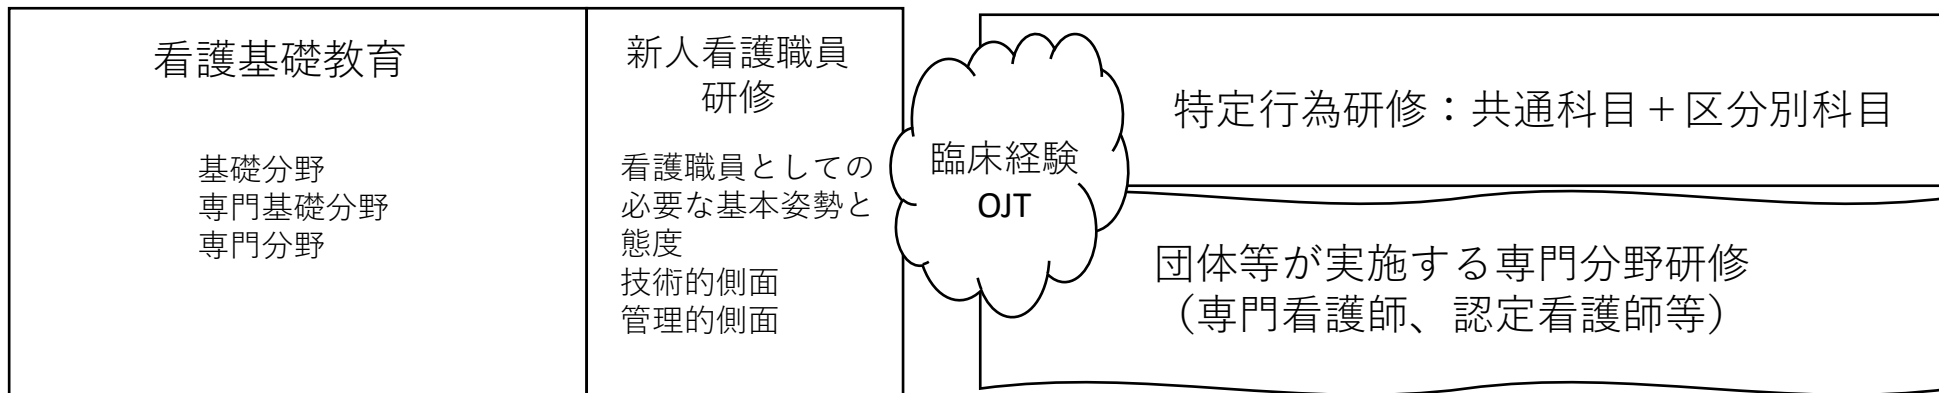 看護基礎教育
基礎分野
専門基礎分野
専門分野
新人看護職員
研修
看護職員としての
必要な基本姿勢と
態度
技術的側面
管理的側面
臨床経験
OJT
特定行為研修：共通科目＋区分別科目
団体等が実施する専門分野研修
（専門看護師、認定看護師等）